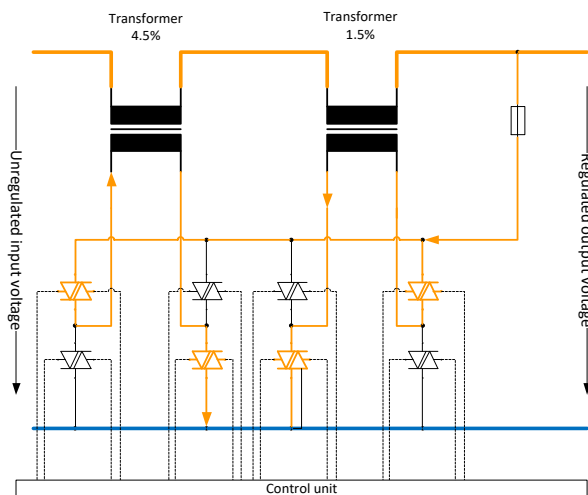 Transformer
4.5%
Transformer
1.5%
Unregulated input voltage
Regulated output voltage
Control unit